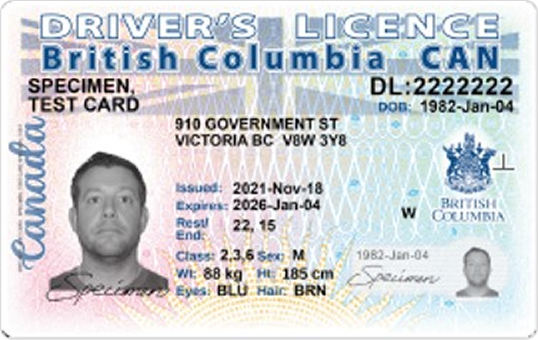 DRIVER'S LICENCE
British Columbia CAN
SPECIMEN,
TEST CARD
DL:2222222
DOB: 1982-Jan-04
910 GOVERNMENT ST
VICTORIA BC V8W 3Y8
Canada
Issued: 2021-Nov-18
Expires: 2026-Jan-04
Rest/
End: 22, 15
W
BRITISH
COLUMBIA
Class: 2,3,6 Sex: M
Wt: 88 kg Ht: 185 cm
Eyes: BLU Hair: BRN
Specimen
1982-Jan-04
Specimen